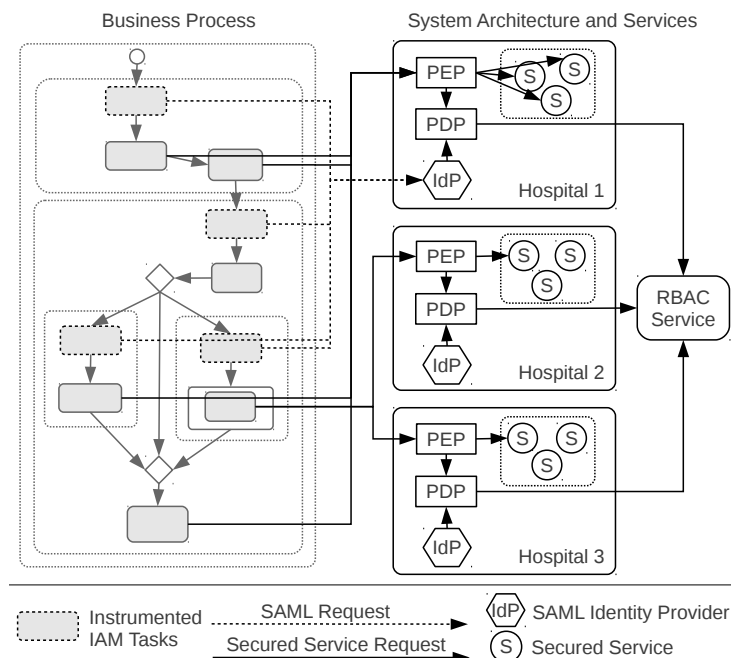 Business Process
System Architecture and Services
PEP
S
S
S
PDP
IdP
Hospital 1
PEP
S
S
S
PDP
IdP
Hospital 2
RBAC
Service
PEP
S
S
S
PDP
IdP
Hospital 3
Instrumented
IAM Tasks
SAML Request
Secured Service Request
IdP
SAML Identity Provider
S
Secured Service